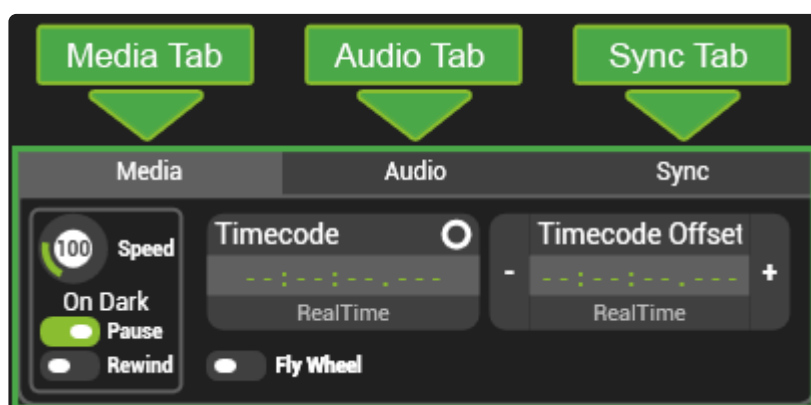 Media Tab
Audio Tab
Sync Tab
Media
Audio
Sync
100
Speed
On Dark
Pause
Rewind
Timecode
--:--:--.---
RealTime
Fly Wheel
-
Timecode Offset
--:--:--.---
RealTime
+